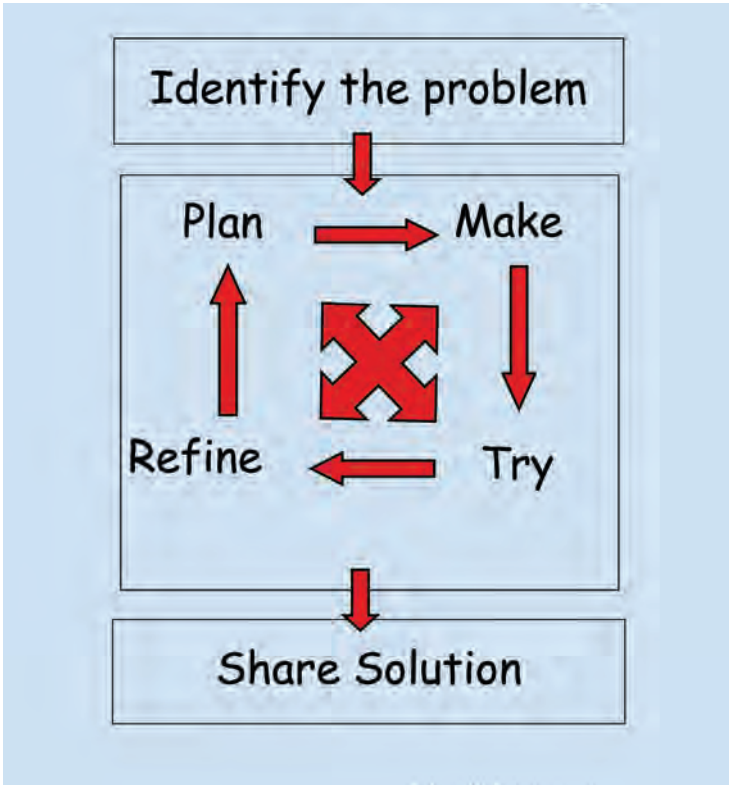 Identify the problem
Plan Make
Refine Try
Share Solution